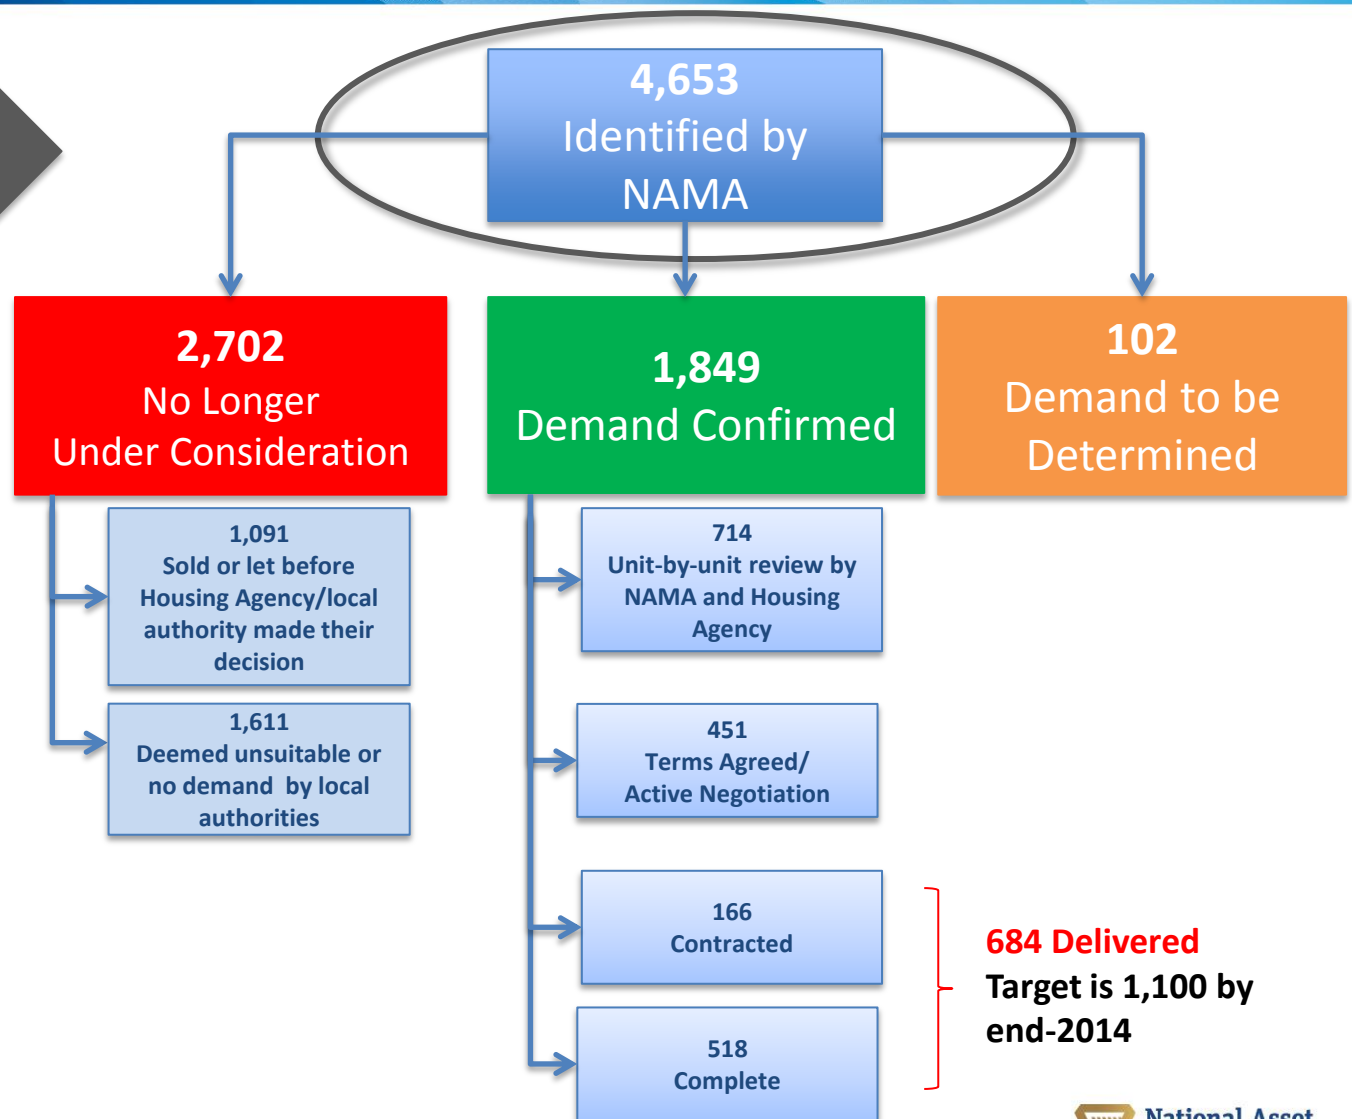 4,653
Identified by
NAMA
2,702
No Longer
Under Consideration
1,849
Demand Confirmed
102
Demand to be
Determined
1,091
Sold or let before
Housing Agency/local
authority made their
decision
1,611
Deemed unsuitable or
no demand by local
authorities
714
Unit-by-unit review by
NAMA and Housing
Agency
451
Terms Agreed/
Active Negotiation
166
Contracted
518
Complete
684 Delivered
Target is 1,100 by
end-2014
National Asset